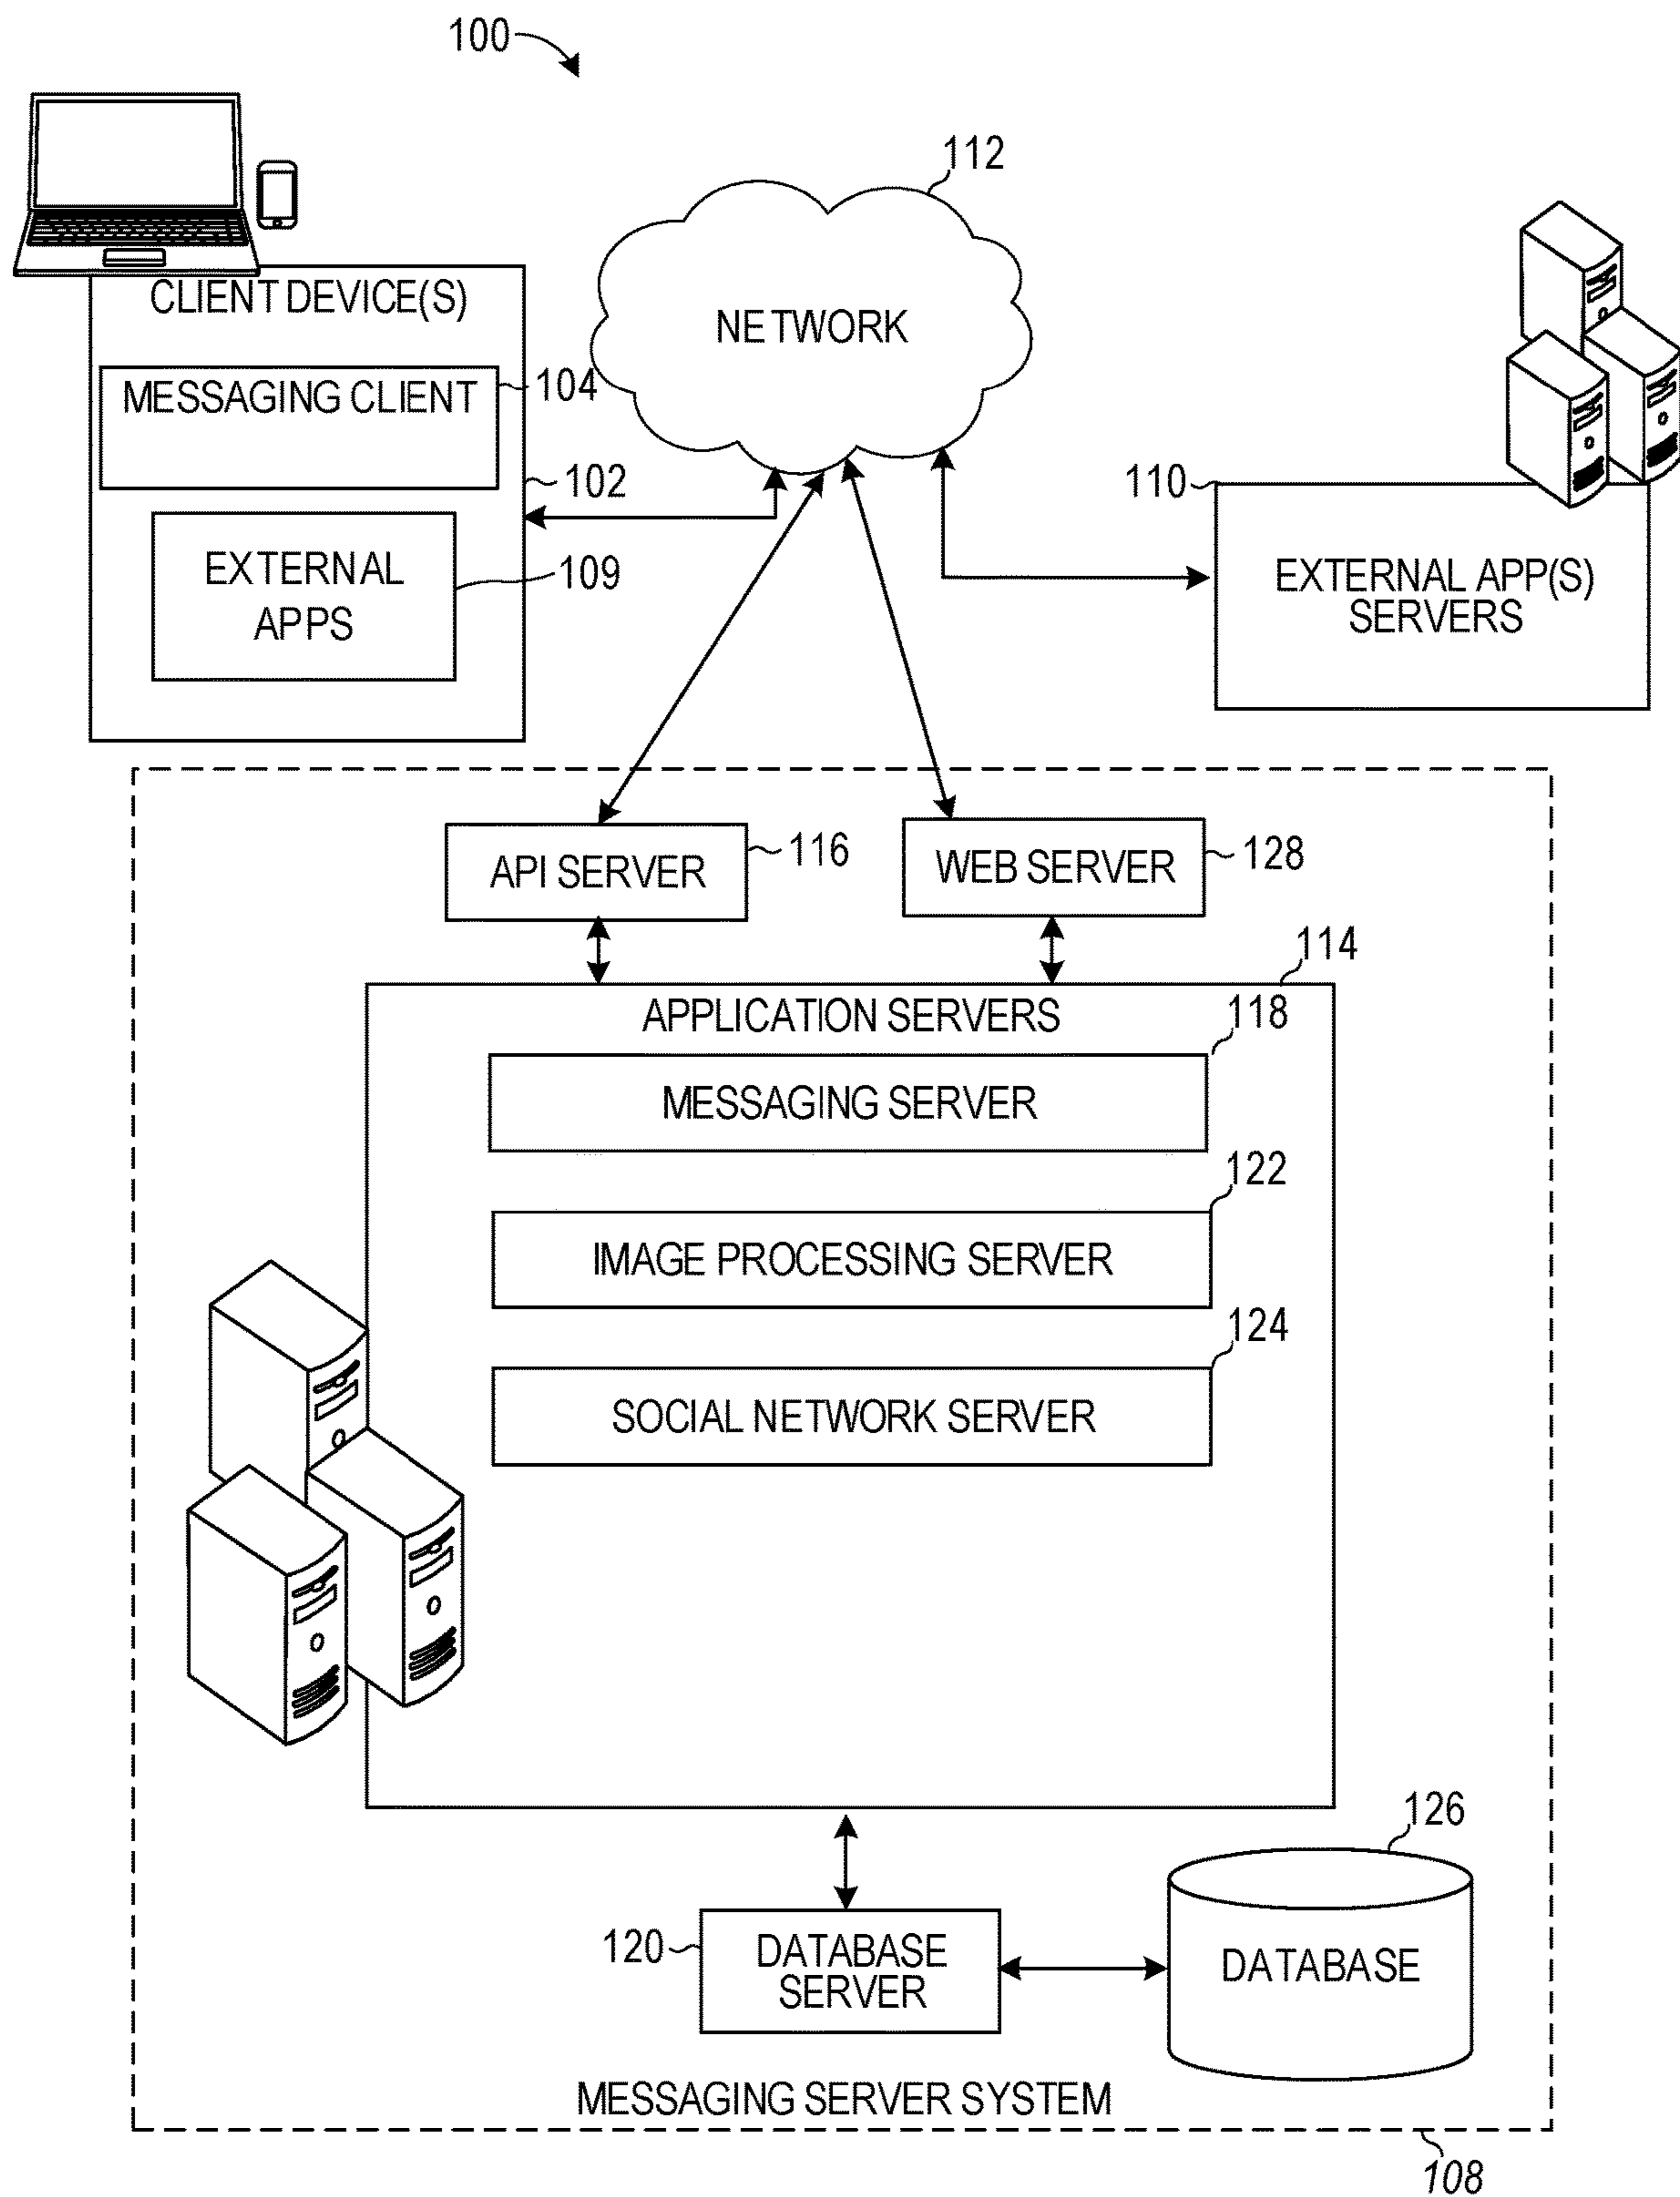 100
112
CLIENT DEVICE(S)
NETWORK
MESSAGING CLIENT
104
102
110
EXTERNAL
APPS
109
EXTERNAL APP(S)
SERVERS
API SERVER
116
WEB SERVER
128
114
APPLICATION SERVERS
118
MESSAGING SERVER
122
IMAGE PROCESSING SERVER
124
SOCIAL NETWORK SERVER
126
120
DATABASE
SERVER
DATABASE
MESSAGING SERVER SYSTEM
108